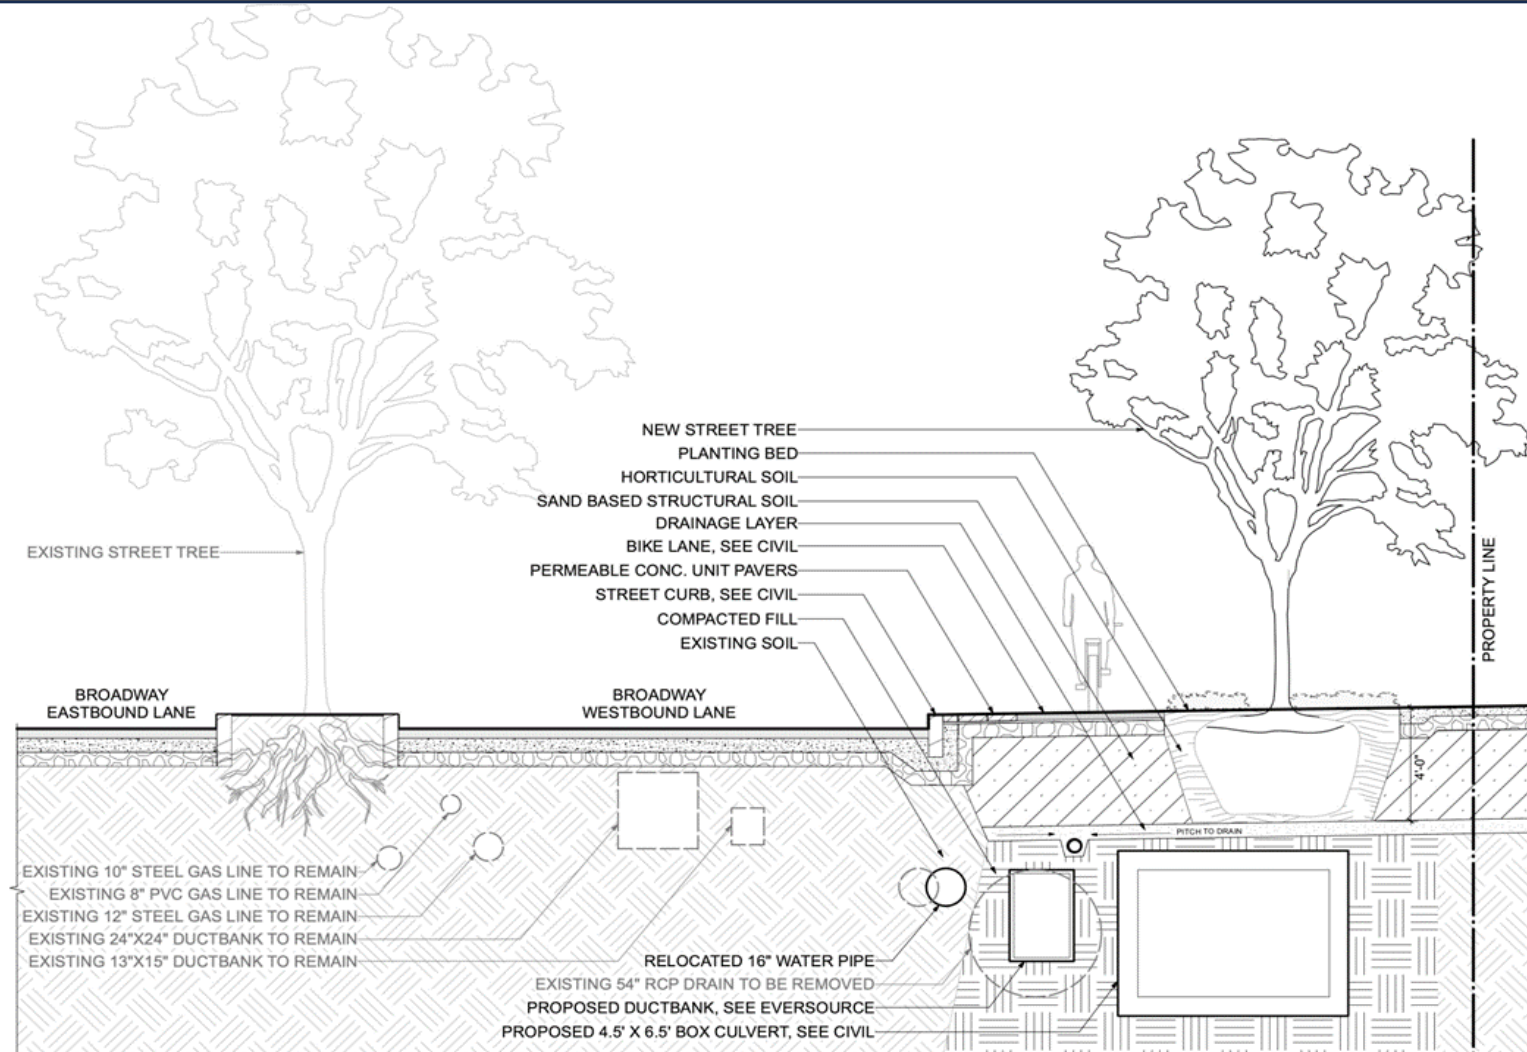 NEW STREET TREE
PLANTING BED
HORTICULTURAL SOIL
SAND BASED STRUCTURAL SOIL
DRAINAGE LAYER
BIKE LANE, SEE CIVIL
PERMEABLE CONC. UNIT PAVERS
STREET CURB, SEE CIVIL
COMPACTED FILL
EXISTING SOIL
EXISTING STREET TREE
PROPERTY LINE
BROADWAY
EASTBOUND LANE
BROADWAY
WESTBOUND LANE
4'-0"
PITCH TO DRAIN
EXISTING 10" STEEL GAS LINE TO REMAIN
EXISTING 8" PVC GAS LINE TO REMAIN
EXISTING 12" STEEL GAS LINE TO REMAIN
EXISTING 24"X24" DUCTBANK TO REMAIN
EXISTING 13"X15" DUCTBANK TO REMAIN
RELOCATED 16" WATER PIPE
EXISTING 54" RCP DRAIN TO BE REMOVED
PROPOSED DUCTBANK, SEE EVERSOURCE
PROPOSED 4.5' X 6.5' BOX CULVERT, SEE CIVIL